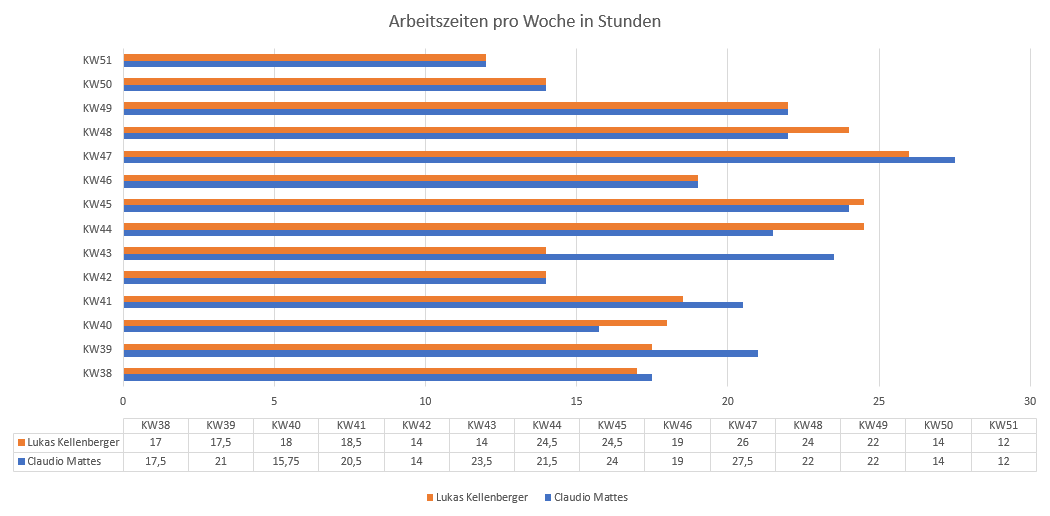 Arbeitszeiten pro Woche in Stunden
KW51
KW50
KW49
KW48
KW47
KW46
KW45
KW44
KW43
KW42
KW41
KW40
KW39
KW38
0 5 10 15 20 25 30
KW38 KW39 KW40 KW41 KW42 KW43 KW44 KW45 KW46 KW47 KW48 KW49 KW50 KW51
Lukas Kellenberger 17 17,5 18 18,5 14 14 24,5 24,5 19 26 24 22 14 12
Claudio Mattes 17,5 21 15,75 20,5 14 23,5 21,5 24 19 27,5 22 22 14 12
Lukas Kellenberger Claudio Mattes